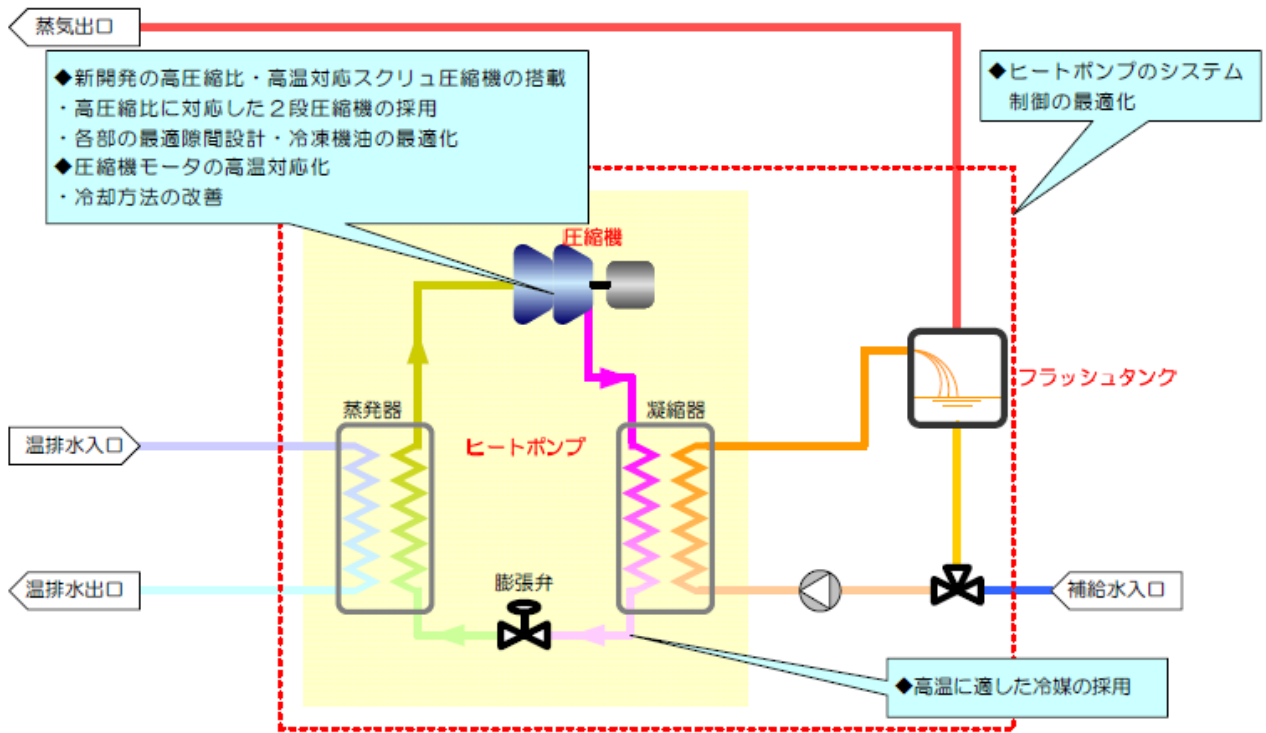 蒸気出口
◆新開発の高圧縮比・高温対応スクリュ圧縮機の搭載
・高圧縮比に対応した２段圧縮機の採用
・各部の最適隙間設計・冷凍機油の最適化
◆圧縮機モータの高温対応化
・冷却方法の改善
◆ヒートポンプのシステム
制御の最適化
圧縮機
フラッシュタンク
蒸発器
凝縮器
ヒートポンプ
温排水入口
膨張弁
温排水出口
補給水入口
◆高温に適した冷媒の採用